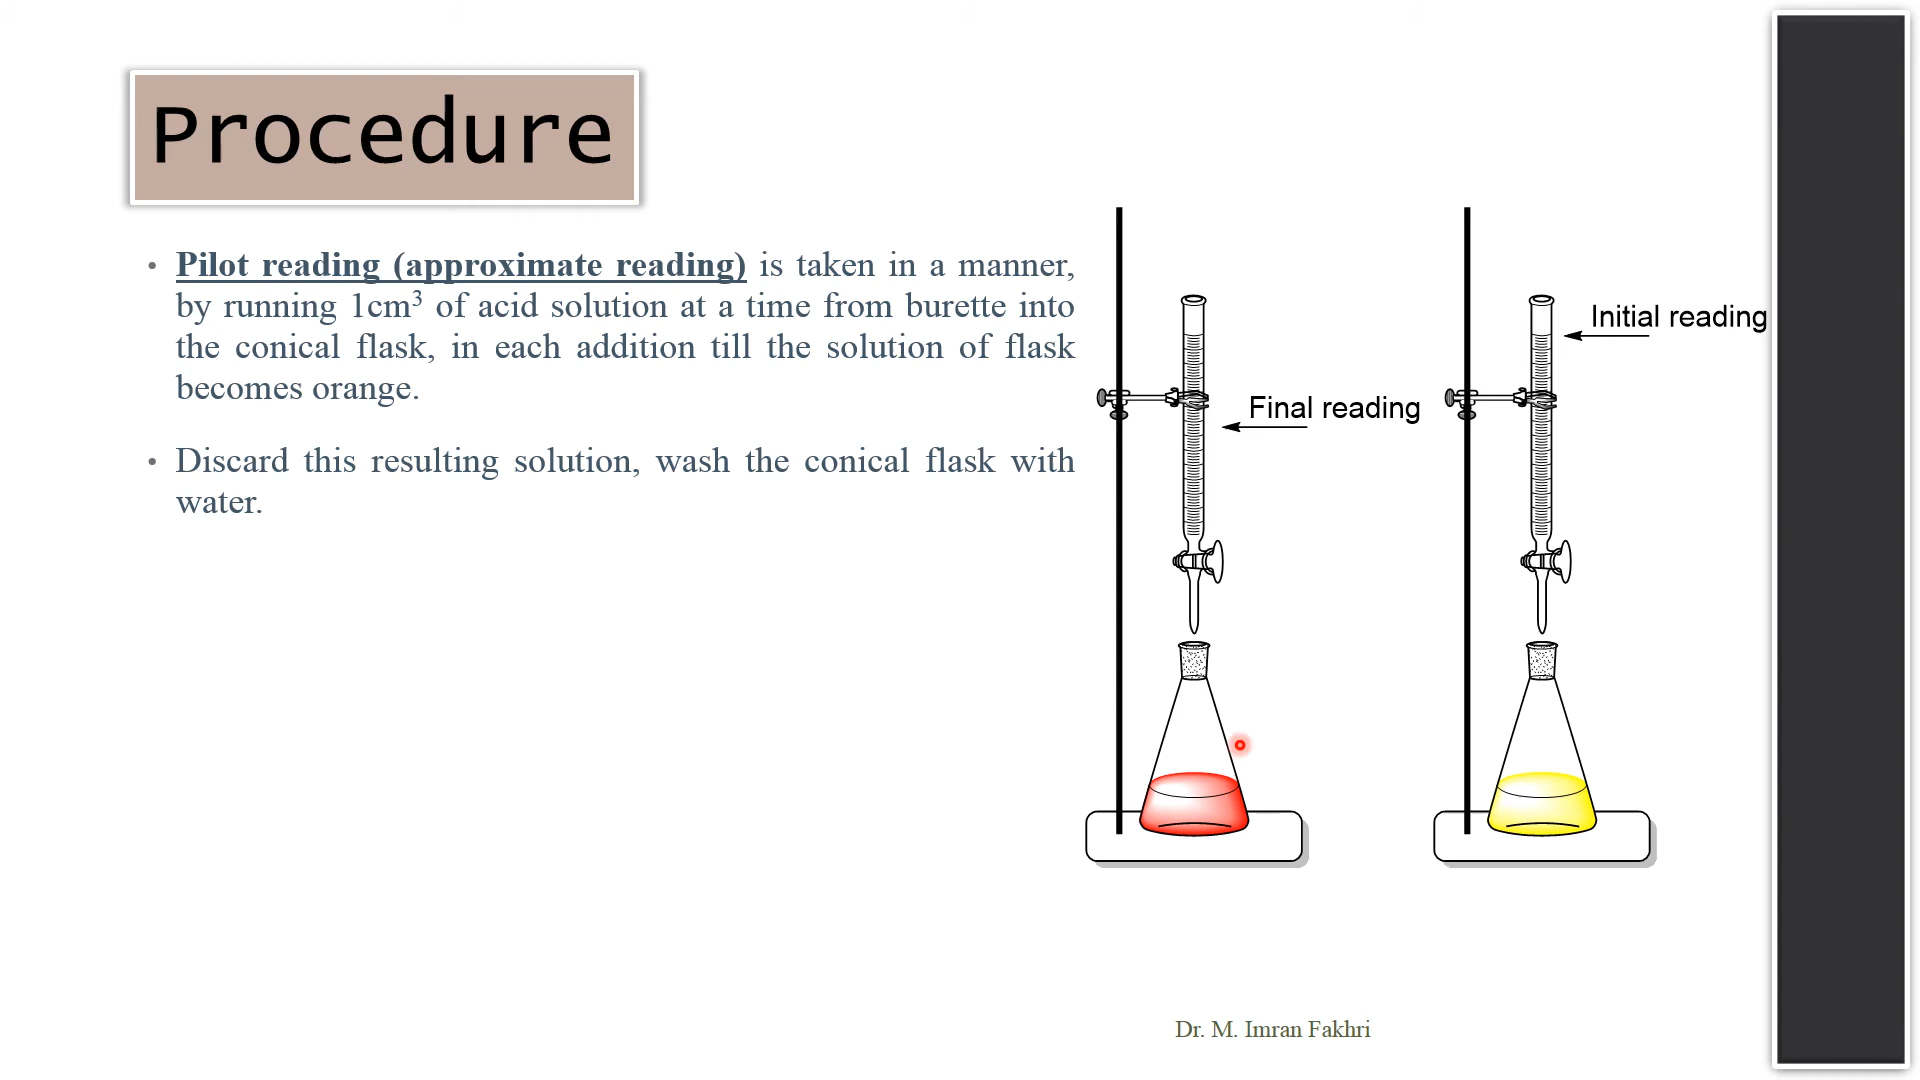 Procedure
• Pilot reading (approximate reading) is taken in a manner,
by running 1cm³ of acid solution at a time from burette into
the conical flask, in each addition till the solution of flask
becomes orange.
• Discard this resulting solution, wash the conical flask with
water.
Final reading
Initial reading
Dr. M. Imran Fakhri